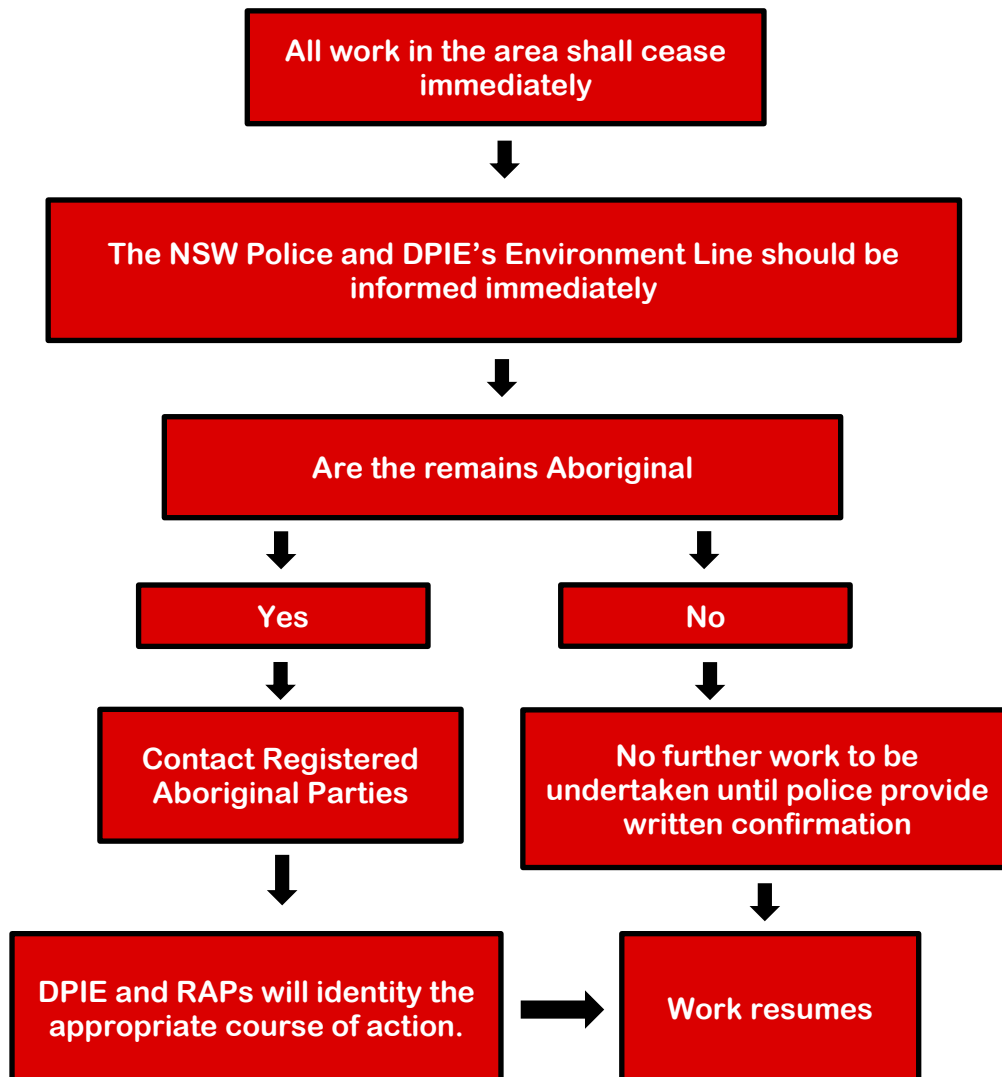 All work in the area shall cease
immediately
The NSW Police and DPIE’s Environment Line should be
informed immediately
Are the remains Aboriginal
Yes
No
Contact Registered
Aboriginal Parties
No further work to be
undertaken until police provide
written confirmation
DPIE and RAPs will identity the
appropriate course of action.
Work resumes